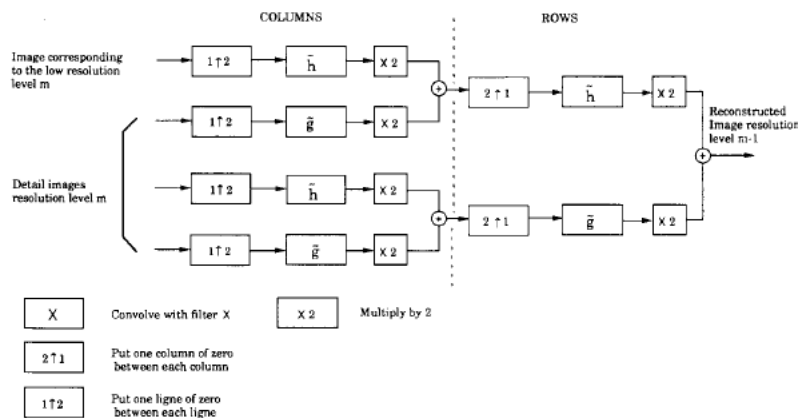 COLUMNS
ROWS
Image corresponding
to the low resolution
level m
1↑2
h̃
X 2
1↑2
g̃
X 2
2↑1
h̃
X 2
Reconstructed
Image resolution
level m-1
Detail images
resolution level m
1↑2
h̃
X 2
1↑2
g̃
X 2
2↑1
g̃
X 2
X
Convolve with filter X
X 2
Multiply by 2
2↑1
Put one column of zero
between each column
1↑2
Put one ligne of zero
between each ligne